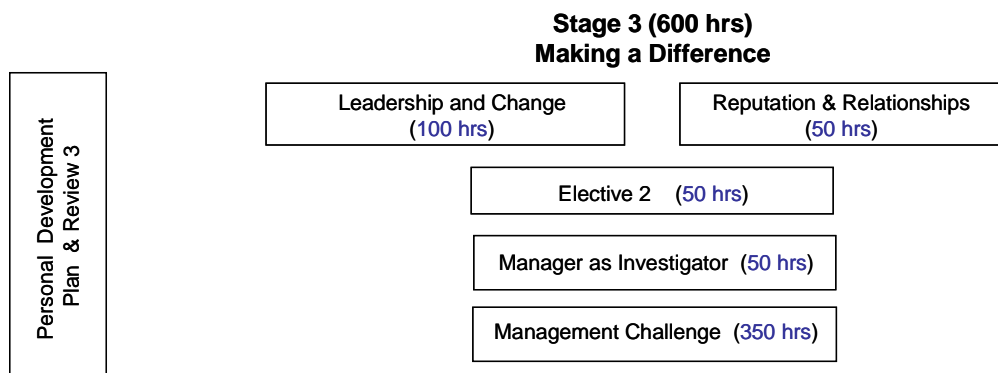 Stage 3 (600 hrs)
Making a Difference
Personal Development
Plan & Review 3
Leadership and Change
(100 hrs)
Reputation & Relationships
(50 hrs)
Elective 2 (50 hrs)
Manager as Investigator (50 hrs)
Management Challenge (350 hrs)